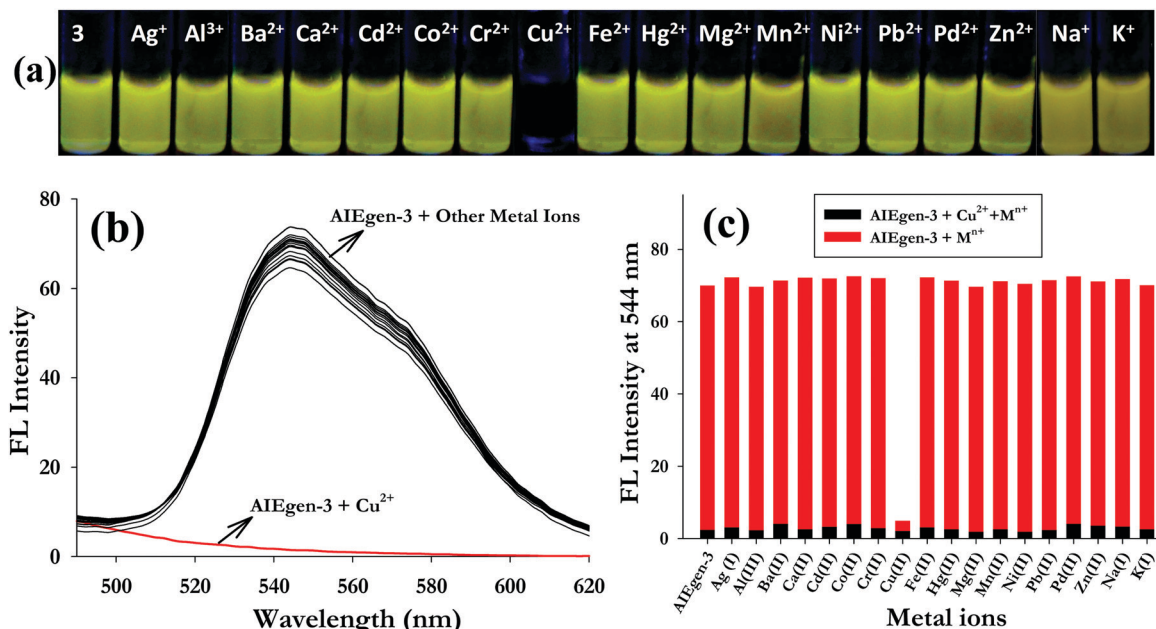 3 Ag⁺ Al³⁺ Ba²⁺ Ca²⁺ Cd²⁺ Co²⁺ Cr²⁺ Cu²⁺ Fe²⁺ Hg²⁺ Mg²⁺ Mn²⁺ Ni²⁺ Pb²⁺ Pd²⁺ Zn²⁺ Na⁺ K⁺
(a)
(b)
80
60
40
20
0
FL Intensity
AIEgen-3 + Other Metal Ions
AIEgen-3 + Cu²⁺
500 520 540 560 580 600 620
Wavelength (nm)
(c)
AIEgen-3 + Cu²⁺+Mⁿ⁺
AIEgen-3 + Mⁿ⁺
80
60
40
20
0
FL Intensity at 544 nm
AIEgen-3
Ag (I)
Al(III)
Ba(II)
Ca(II)
Cd(II)
Co(II)
Cr(II)
Cu(II)
Fe(II)
Hg(II)
Mg(II)
Mn(II)
Ni(II)
Pb(II)
Pd(II)
Zn(II)
Na(I)
K(I)
Metal ions